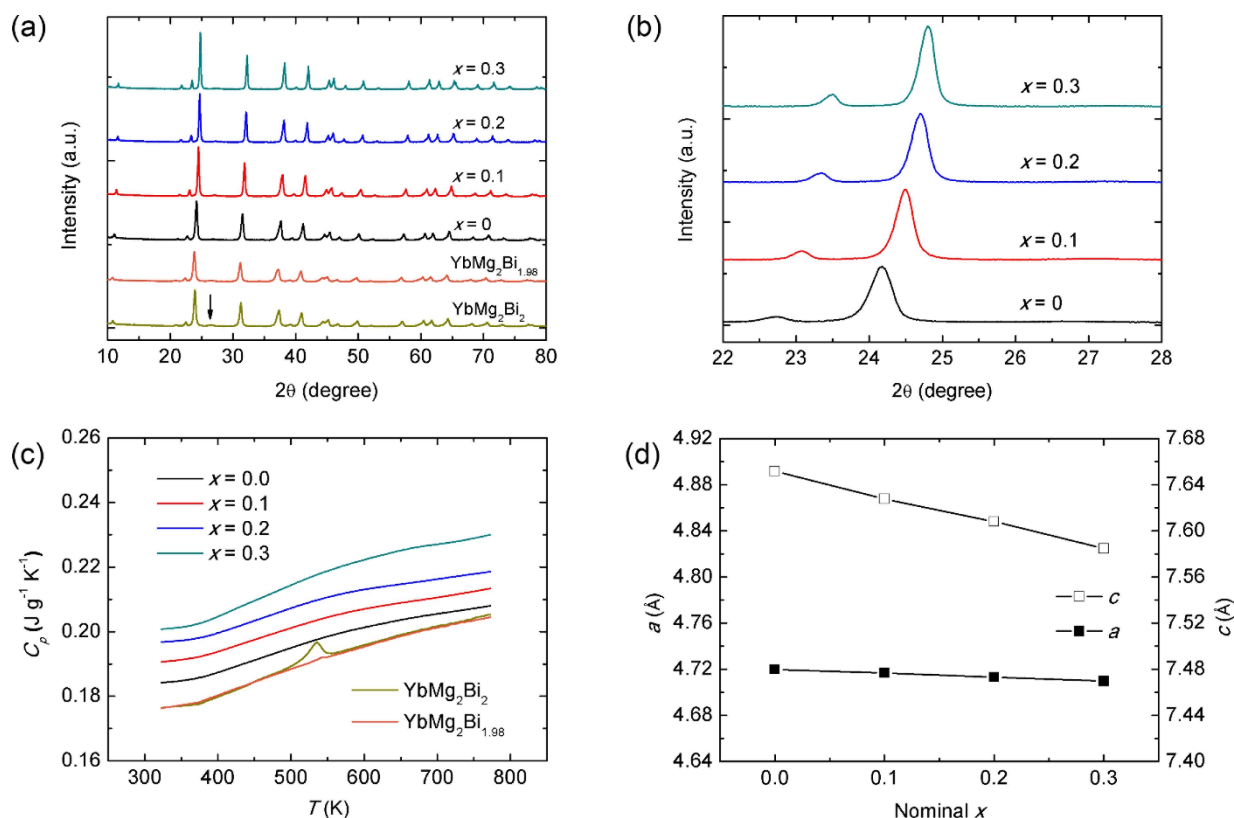 (a)
Intensity (a.u.)
x = 0.3
x = 0.2
x = 0.1
x = 0
YbMg₂Bi₁.₉₈
YbMg₂Bi₂
10 20 30 40 50 60 70 80
2θ (degree)
(b)
Intensity (a.u.)
x = 0.3
x = 0.2
x = 0.1
x = 0
22 23 24 25 26 27 28
2θ (degree)
(c)
Cₚ (J g⁻¹ K⁻¹)
0.26
0.24
0.22
0.20
0.18
0.16
x = 0.0
x = 0.1
x = 0.2
x = 0.3
YbMg₂Bi₂
YbMg₂Bi₁.₉₈
300 400 500 600 700 800
T (K)
(d)
a (Å)
4.92
4.88
4.84
4.80
4.76
4.72
4.68
4.64
c
a
7.68
7.64
7.60
7.56
7.52
7.48
7.44
7.40
c (Å)
0.0 0.1 0.2 0.3
Nominal x